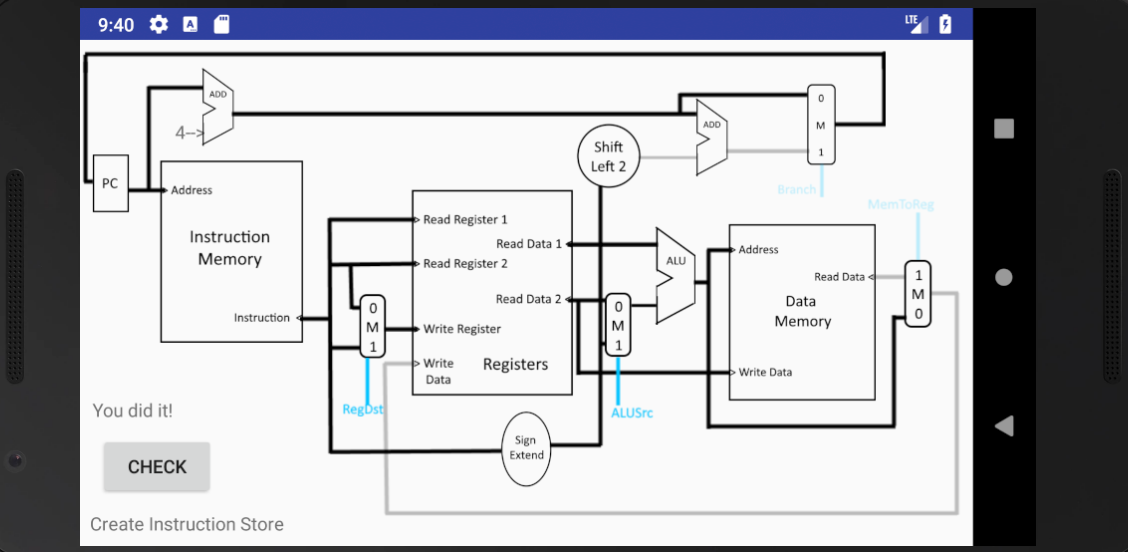 9:40
A
LTE
ADD
4-->
ADD
0
M
1
Shift
Left 2
PC
Address
Branch
MemToReg
Instruction
Memory
Read Register 1
Read Data 1
Read Register 2
ALU
Address
Read Data
1
M
0
Read Data 2
Data
Memory
0
M
1
0
M
1
Instruction
Write Register
Write
Data
Registers
Write Data
RegDst
ALUSrc
You did it!
Sign
Extend
CHECK
Create Instruction Store